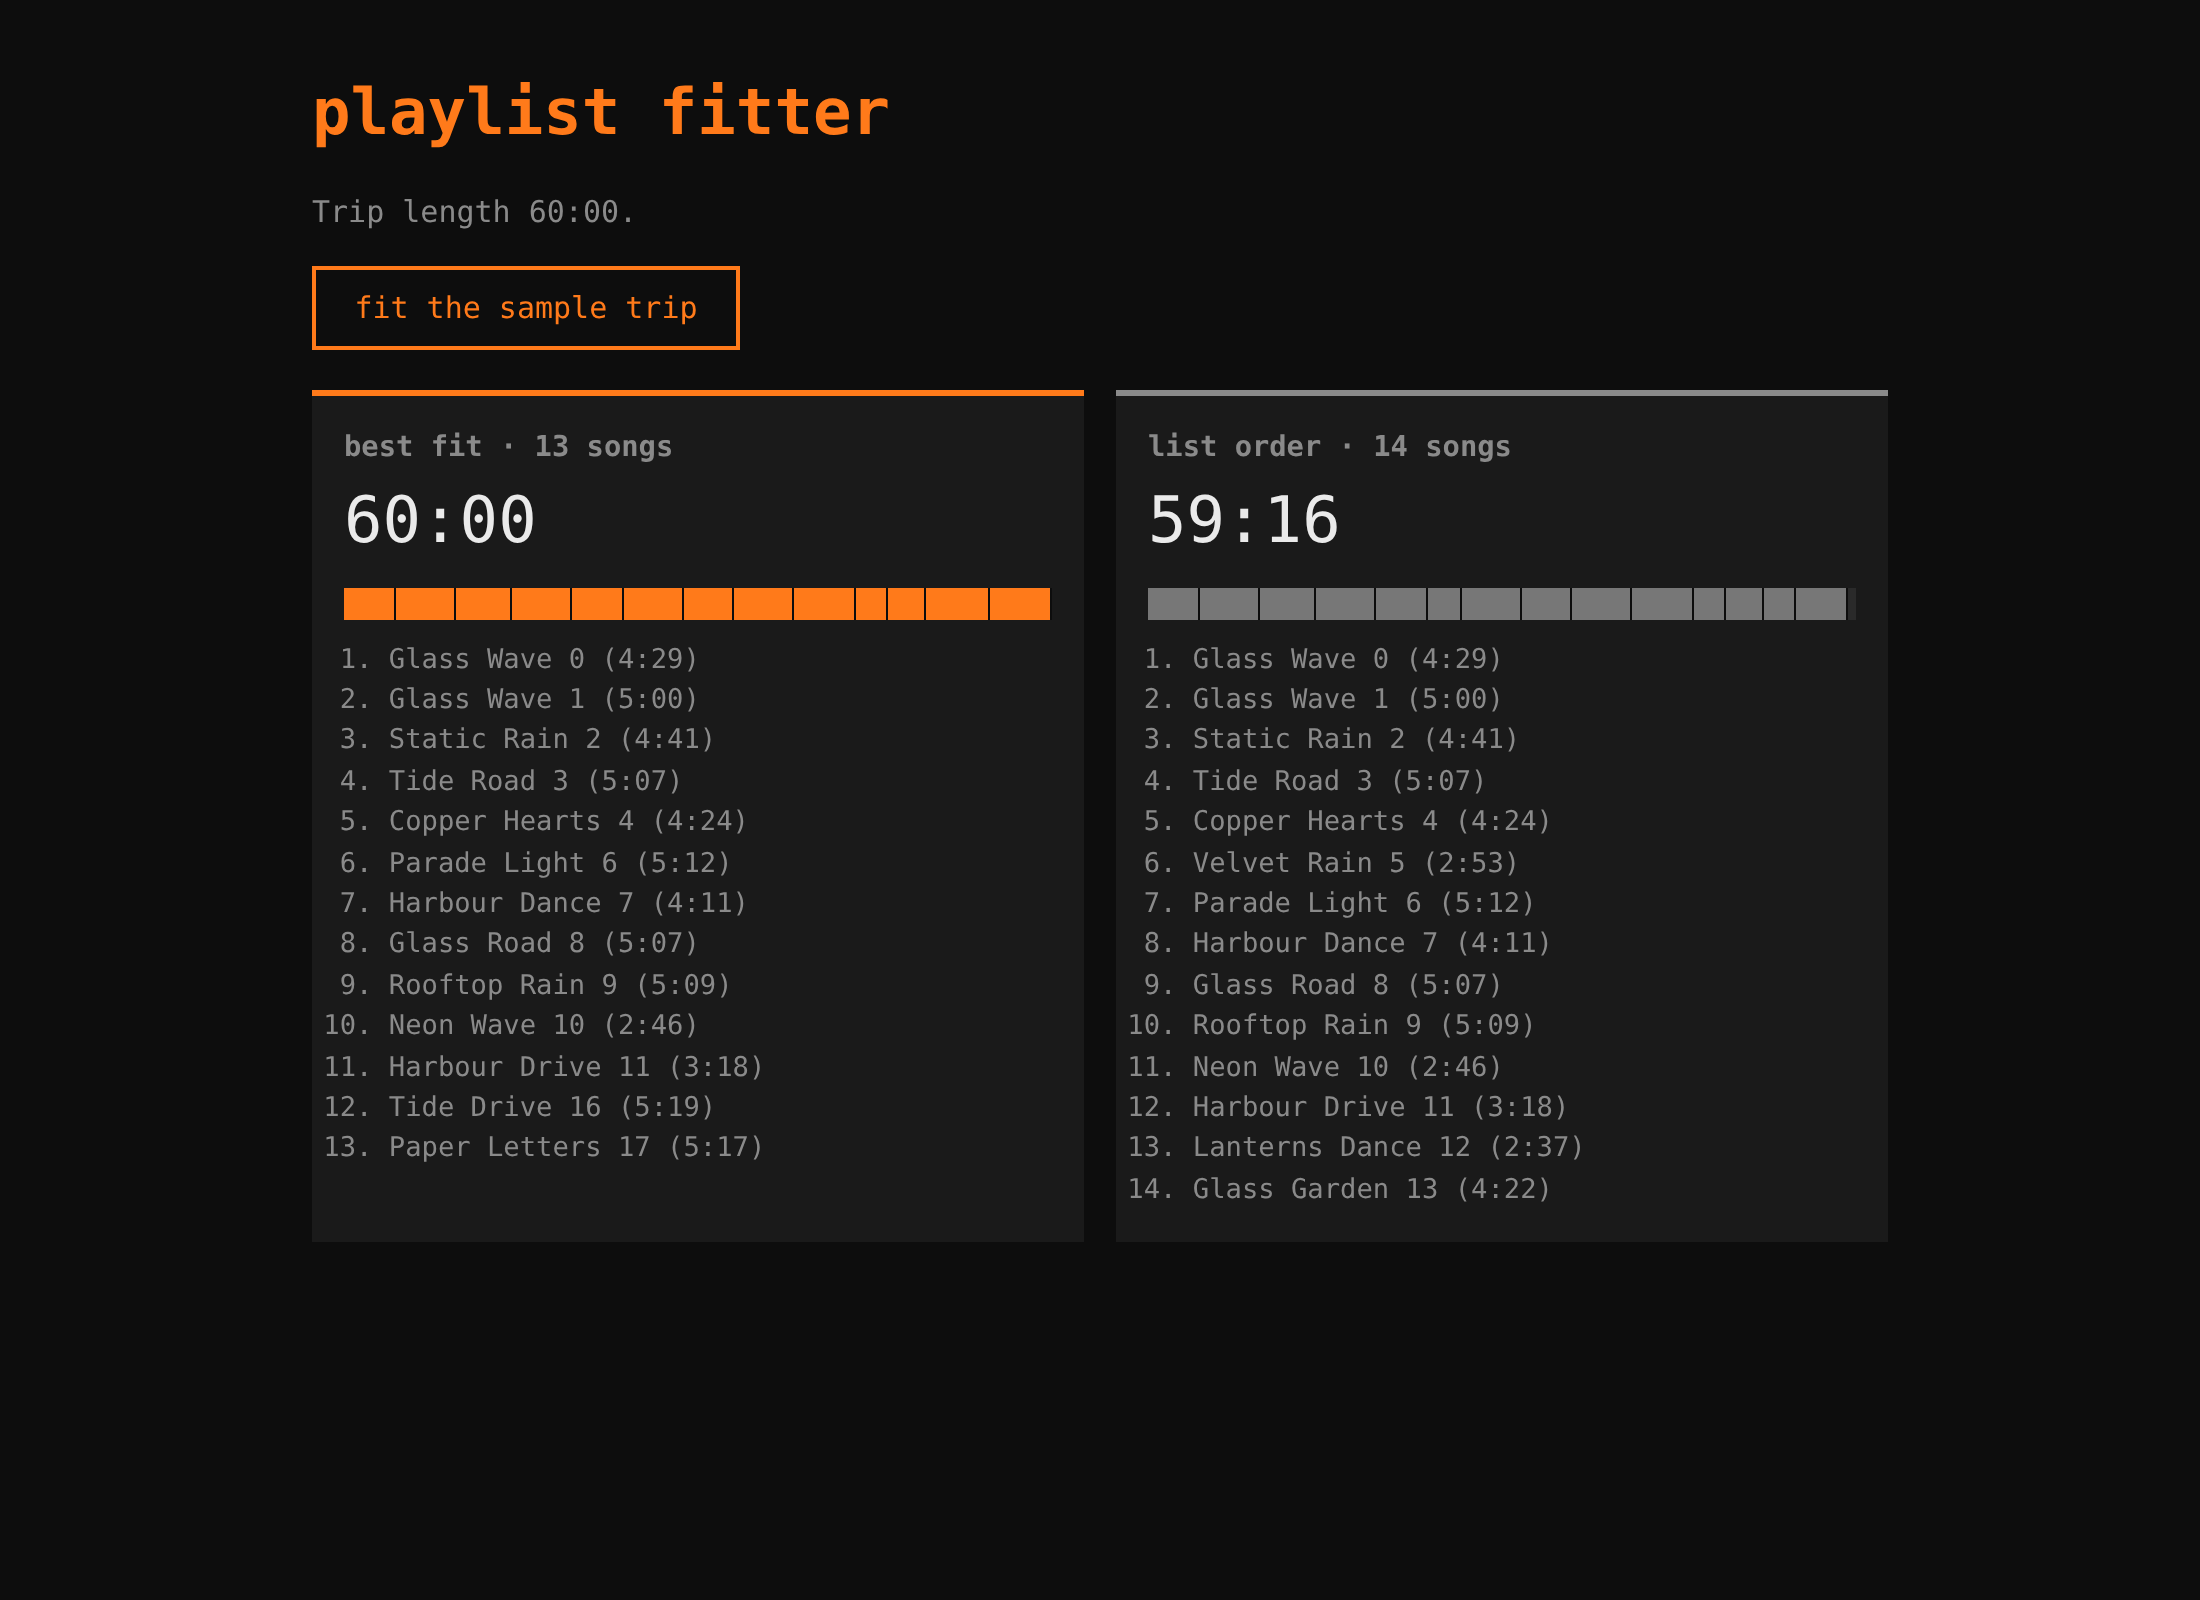 playlist fitter
Trip length 60:00.
fit the sample trip
best fit · 13 songs
60:00
1. Glass Wave 0 (4:29)
2. Glass Wave 1 (5:00)
3. Static Rain 2 (4:41)
4. Tide Road 3 (5:07)
5. Copper Hearts 4 (4:24)
6. Parade Light 6 (5:12)
7. Harbour Dance 7 (4:11)
8. Glass Road 8 (5:07)
9. Rooftop Rain 9 (5:09)
10. Neon Wave 10 (2:46)
11. Harbour Drive 11 (3:18)
12. Tide Drive 16 (5:19)
13. Paper Letters 17 (5:17)
list order · 14 songs
59:16
1. Glass Wave 0 (4:29)
2. Glass Wave 1 (5:00)
3. Static Rain 2 (4:41)
4. Tide Road 3 (5:07)
5. Copper Hearts 4 (4:24)
6. Velvet Rain 5 (2:53)
7. Parade Light 6 (5:12)
8. Harbour Dance 7 (4:11)
9. Glass Road 8 (5:07)
10. Rooftop Rain 9 (5:09)
11. Neon Wave 10 (2:46)
12. Harbour Drive 11 (3:18)
13. Lanterns Dance 12 (2:37)
14. Glass Garden 13 (4:22)